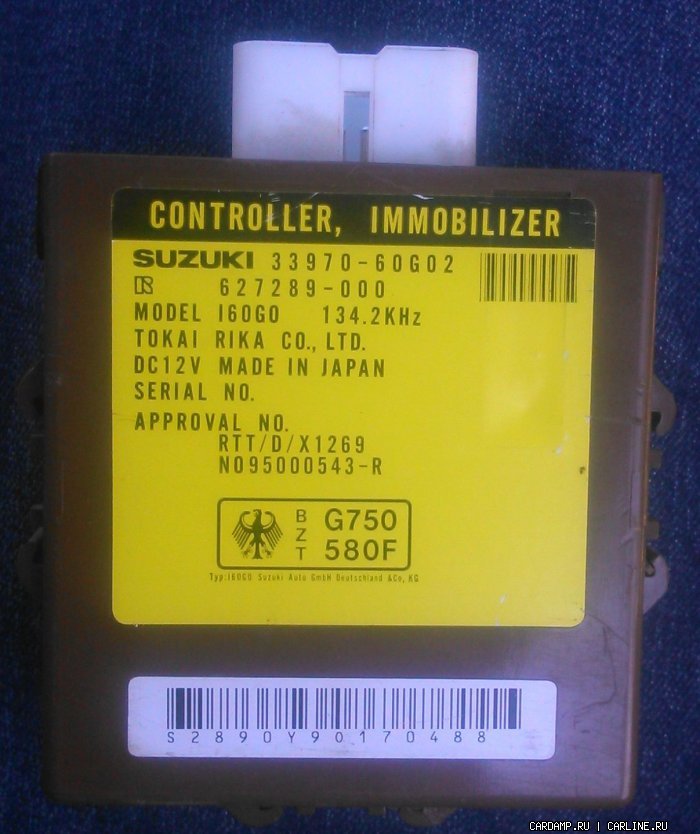 CONTROLLER, IMMOBILIZER
SUZUKI 33970-60G02
R 627289-000
MODEL I60G0 134.2KHz
TOKAI RIKA CO., LTD.
DC12V MADE IN JAPAN
SERIAL NO.
APPROVAL NO.
RTT/D/X1269
N095000543-R
BZT G750
580F
Typ:I60G0 Suzuki Auto GmbH Deutschland &Co, KG
S2890Y90170488
CARDAMP.RU | CARLINE.RU